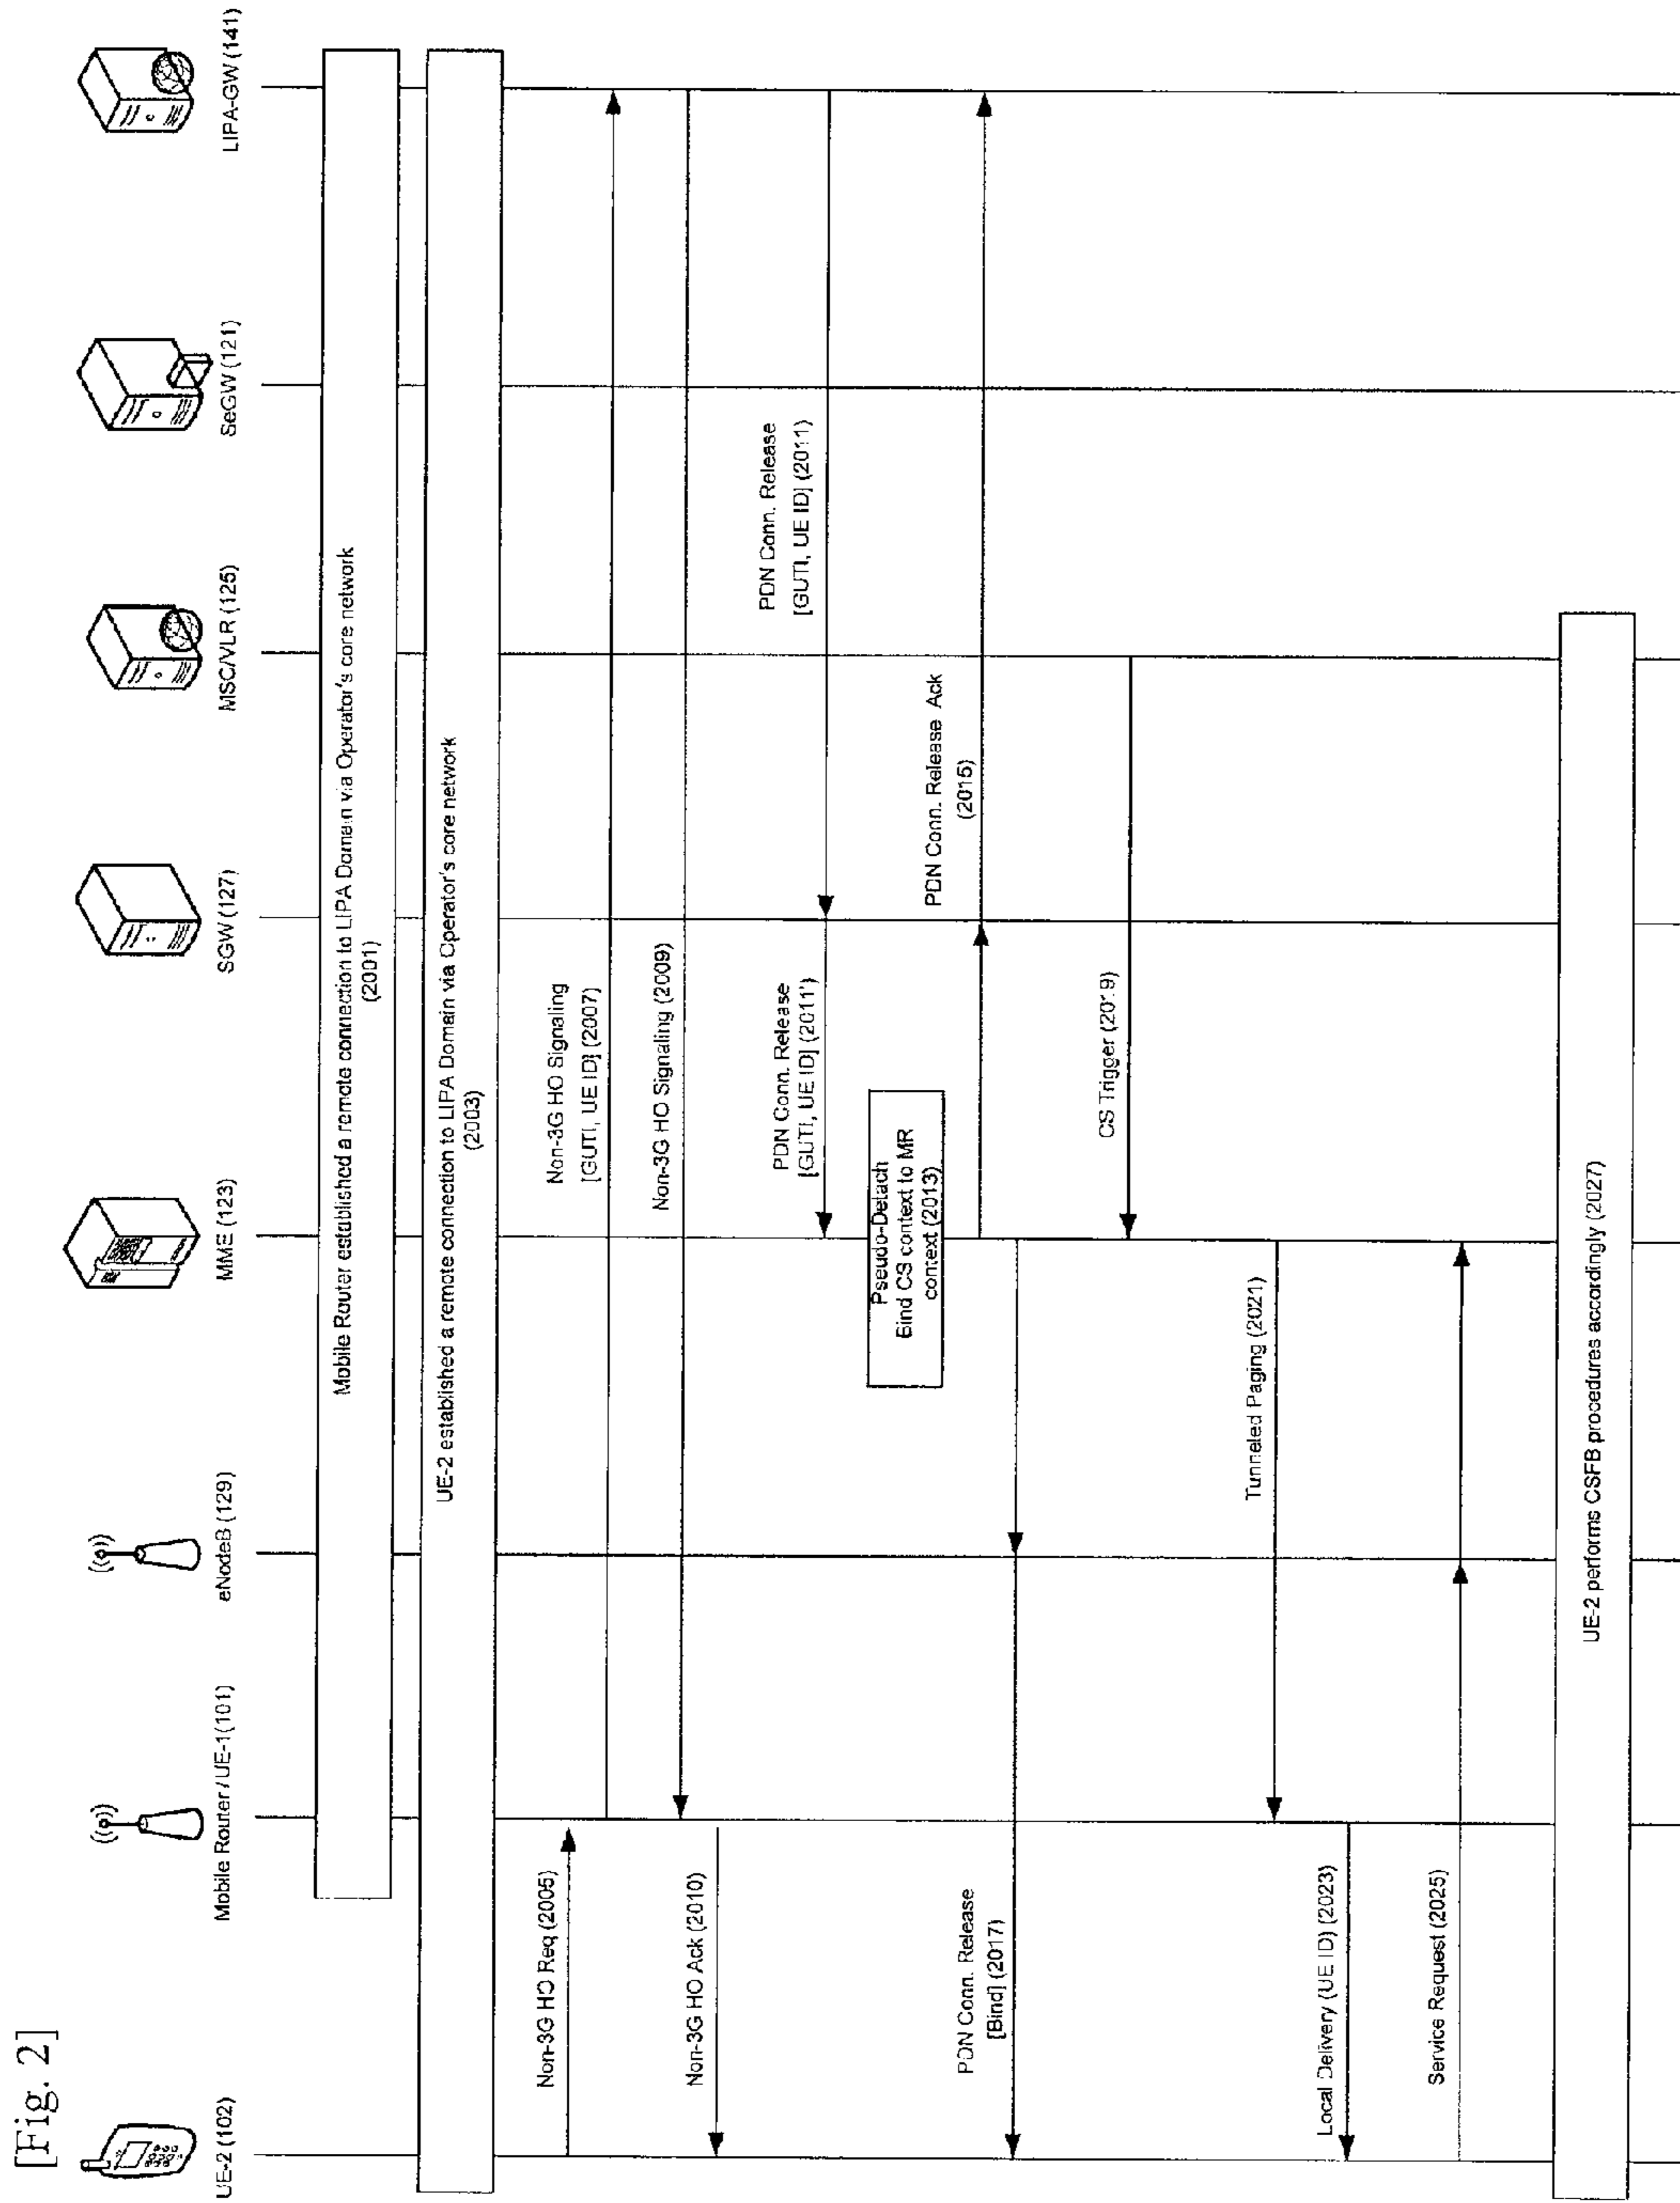 [Fig. 2]
UE-2 (102)
Mobile Router / UE-1(101)
eNodeB (129)
MME (123)
SGW (127)
MSC/VLR (125)
SeGW (121)
LIPA-GW (141)
Mobile Router established a remote connection to LIPA Domain via Operator's core network
(2001)
UE-2 established a remote connection to LIPA Domain via Operator's core network
(2003)
Non-3G HO Req (2005)
Non-3G HO Signaling
[GUTI, UE ID] (2007)
Non-3G HO Signaling (2009)
Non-3G HO Ack (2010)
PDN Conn. Release
[GUTI, UE ID] (2011)
PDN Conn. Release
[GUTI, UE ID] (2011')
Pseudo-Detach
Bind CS context to MR
context (2013)
PDN Conn. Release Ack
(2015)
PDN Conn. Release
[Bind] (2017)
CS Trigger (2019)
Tunneled Paging (2021)
Local Delivery (UE ID) (2023)
Service Request (2025)
UE-2 performs CSFB procedures accordingly (2027)